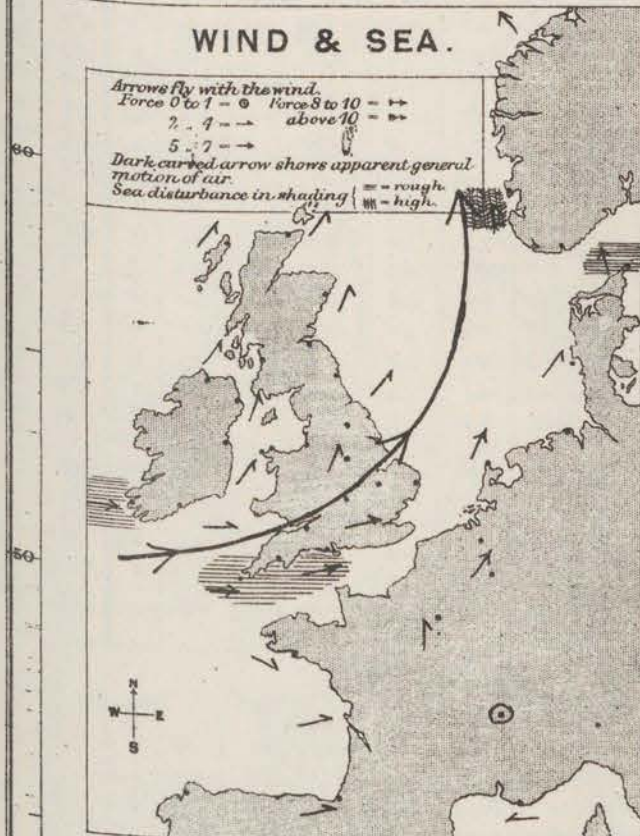 WIND & SEA.
Arrows fly with the wind.
Force 0 to 1 = Force 8 to 10 =
2 " 4 = above 10 =
5 " 7 =
Dark curved arrow shows apparent general
motion of air.
Sea disturbance in shading { = rough.
= high.
60
50
N
W E
S